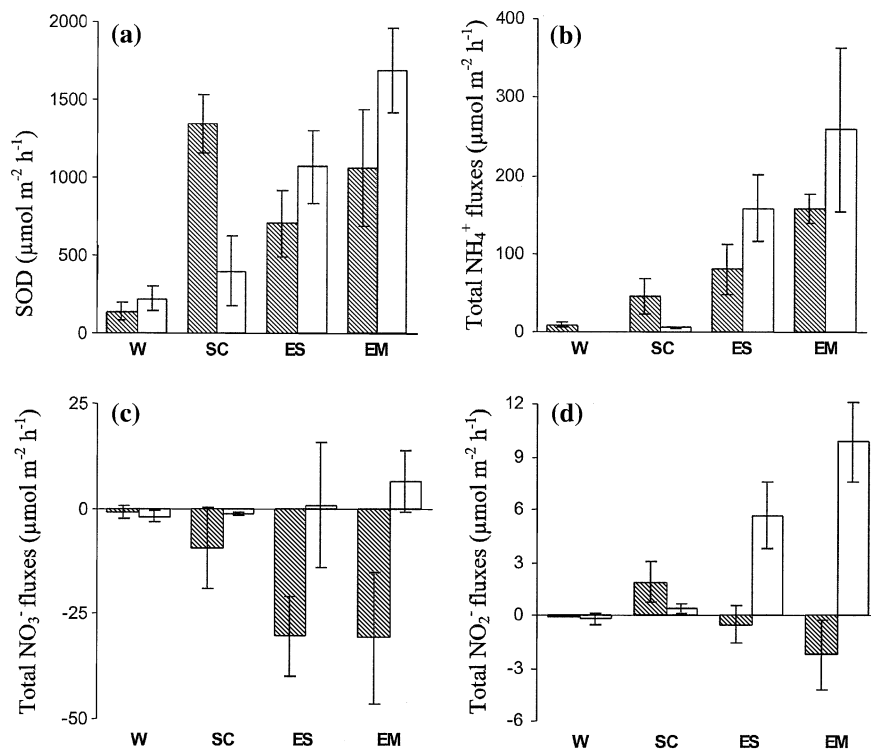 (a)
SOD (µmol m⁻² h⁻¹)
2000
1500
1000
500
0
W SC ES EM
(b)
Total NH₄⁺ fluxes (µmol m⁻² h⁻¹)
400
300
200
100
0
W SC ES EM
(c)
Total NO₃⁻ fluxes (µmol m⁻² h⁻¹)
25
0
-25
-50
W SC ES EM
(d)
Total NO₂⁻ fluxes (µmol m⁻² h⁻¹)
12
9
6
3
0
-3
-6
W SC ES EM